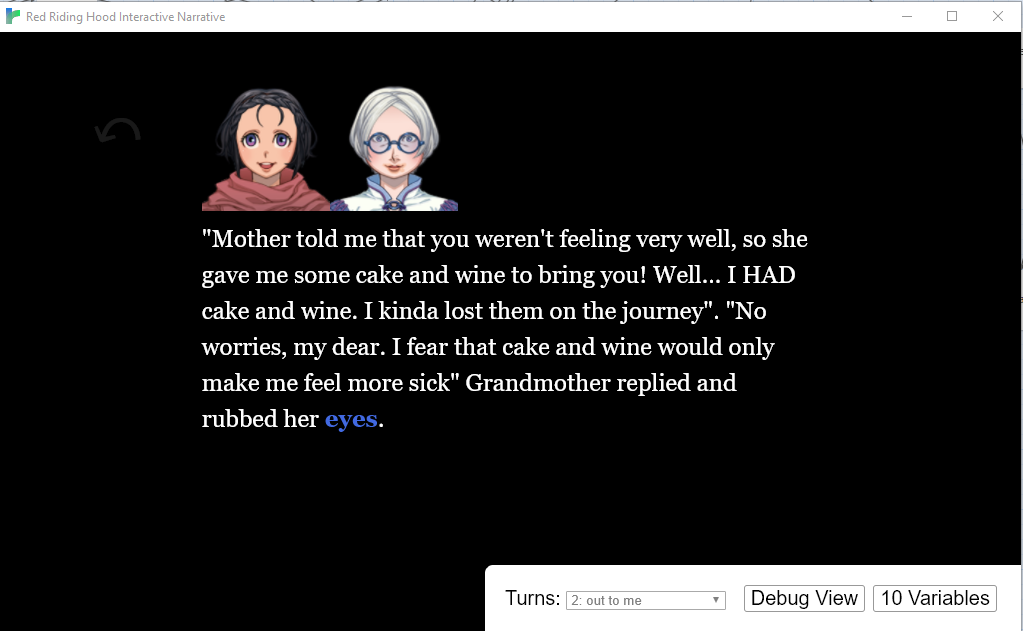 Red Riding Hood Interactive Narrative
"Mother told me that you weren't feeling very well, so she
gave me some cake and wine to bring you! Well... I HAD
cake and wine. I kinda lost them on the journey". "No
worries, my dear. I fear that cake and wine would only
make me feel more sick" Grandmother replied and
rubbed her eyes.
Turns: 2: out to me Debug View 10 Variables